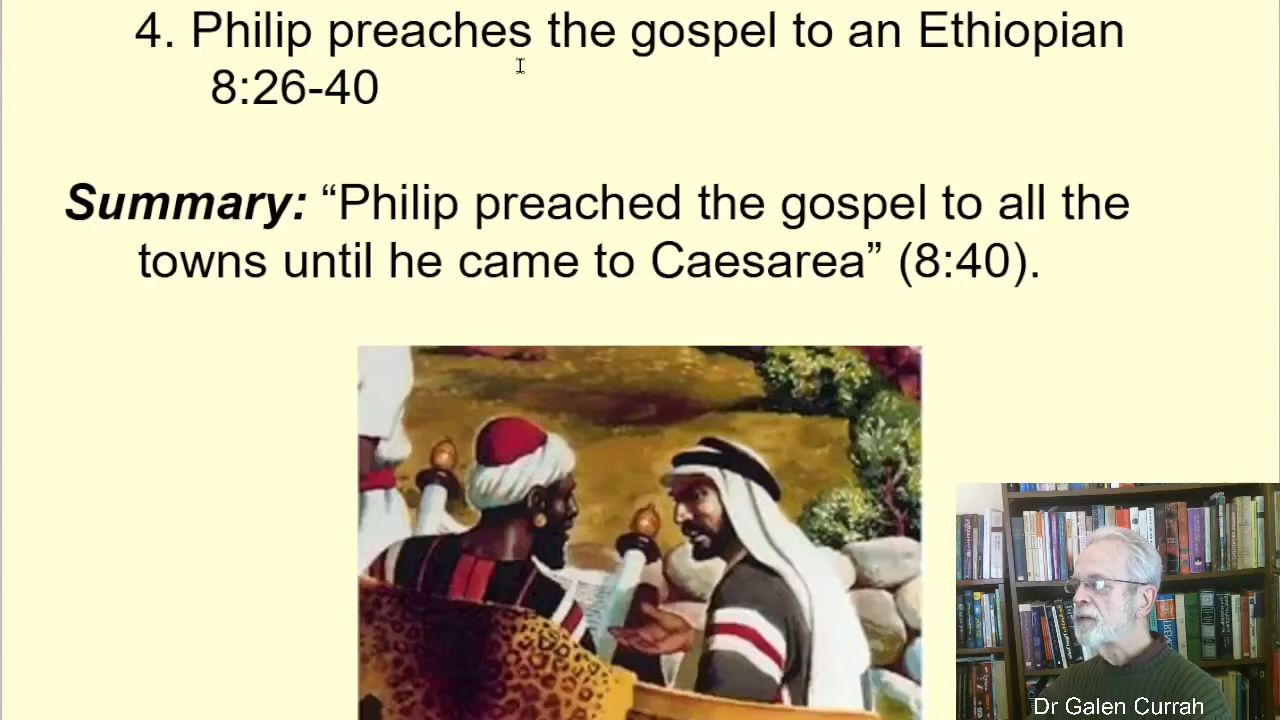 4. Philip preaches the gospel to an Ethiopian
8:26-40
Summary: “Philip preached the gospel to all the
towns until he came to Caesarea” (8:40).
Dr Galen Currah